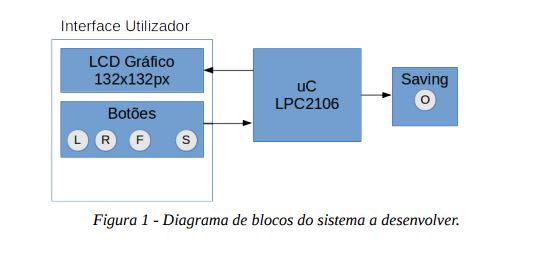 Interface Utilizador
LCD Gráfico
132x132px
Botões
L R F S
uC
LPC2106
Saving
O
Figura 1 - Diagrama de blocos do sistema a desenvolver.